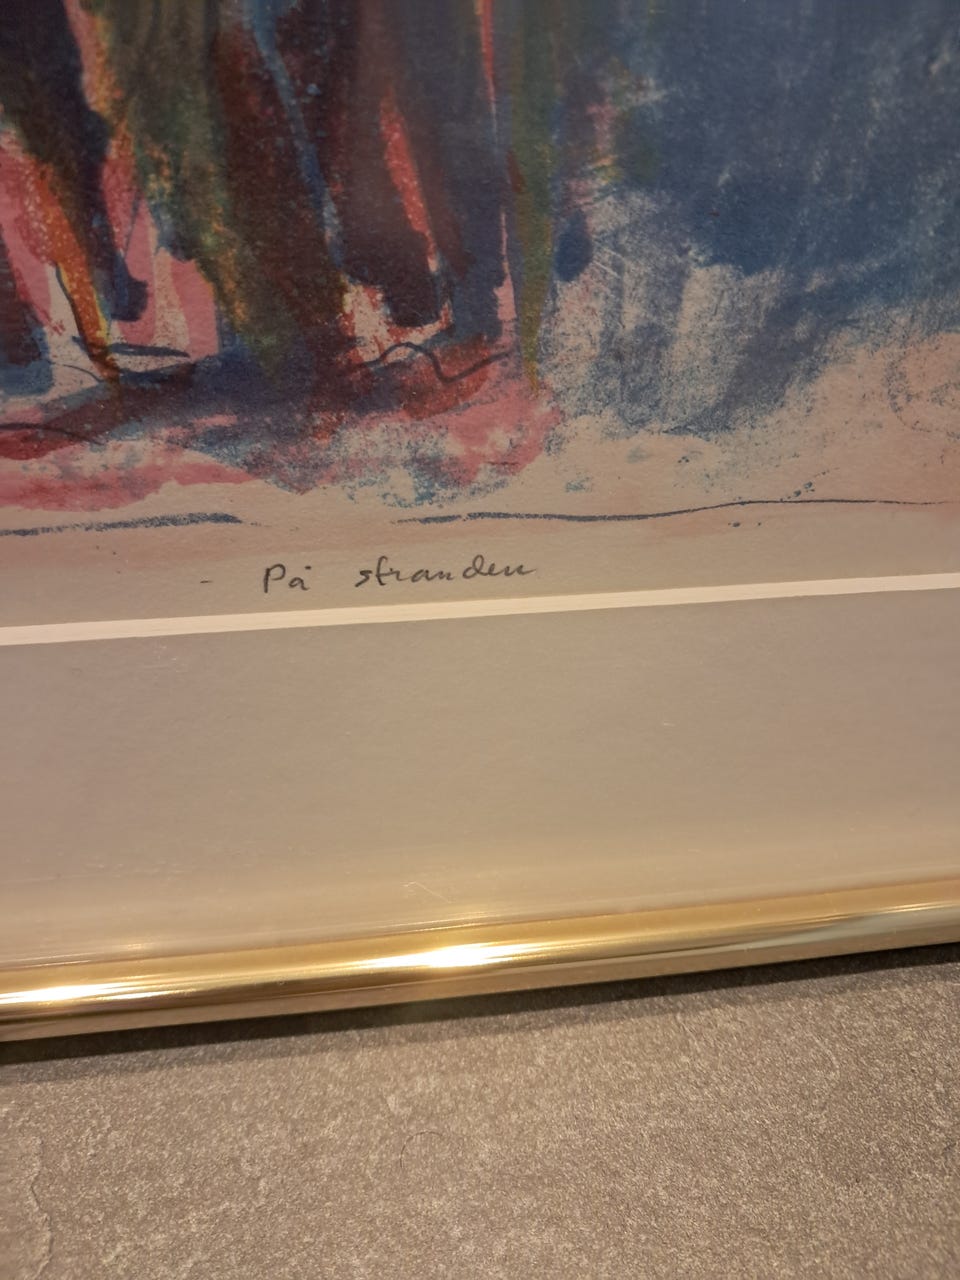 - På stranden